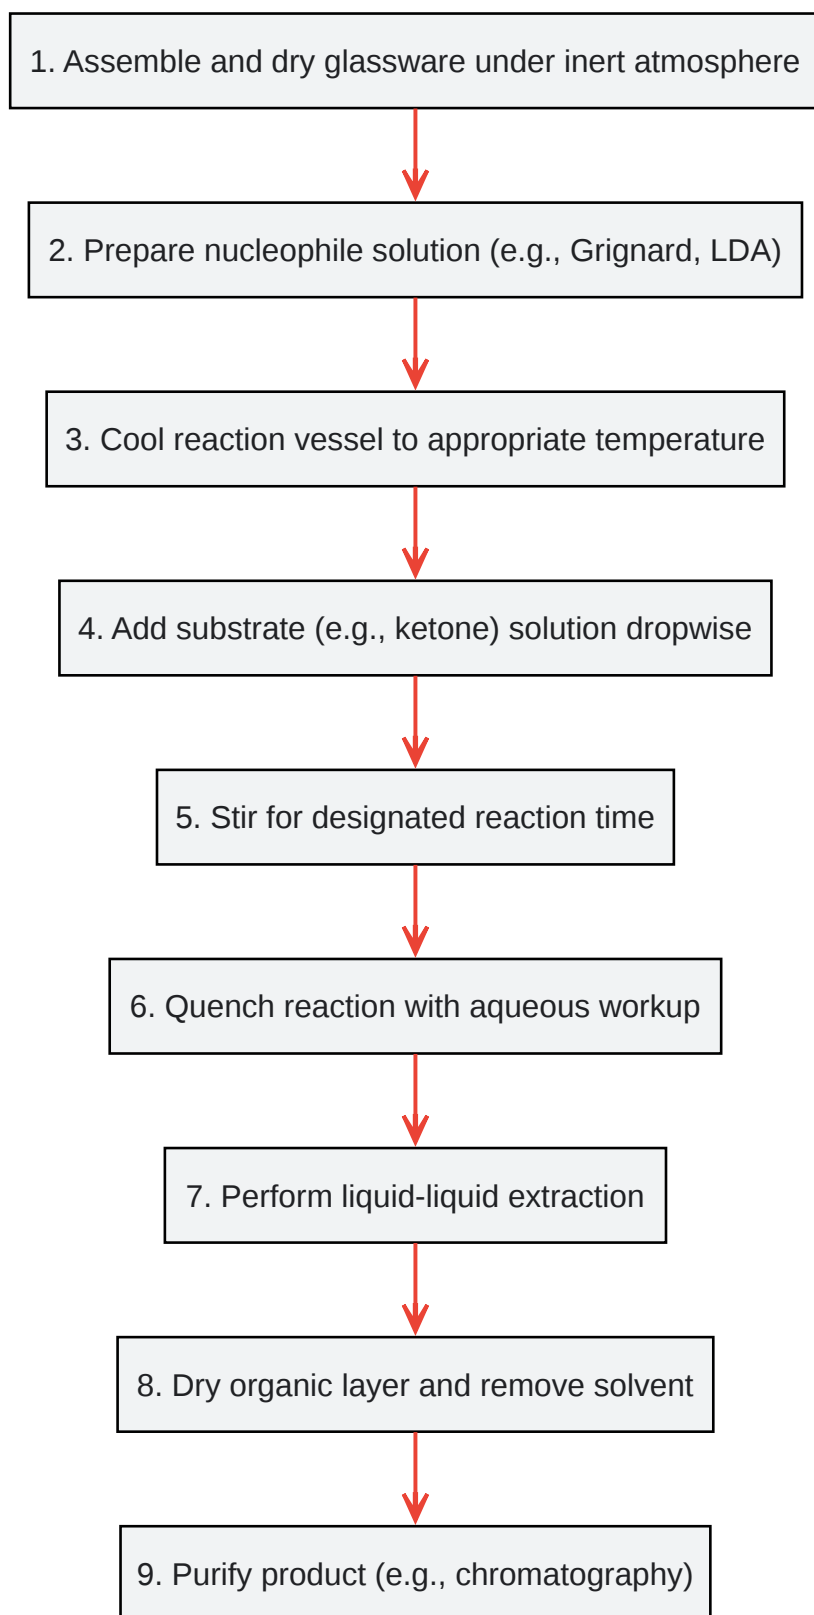 1. Assemble and dry glassware under inert atmosphere
2. Prepare nucleophile solution (e.g., Grignard, LDA)
3. Cool reaction vessel to appropriate temperature
4. Add substrate (e.g., ketone) solution dropwise
5. Stir for designated reaction time
6. Quench reaction with aqueous workup
7. Perform liquid-liquid extraction
8. Dry organic layer and remove solvent
9. Purify product (e.g., chromatography)